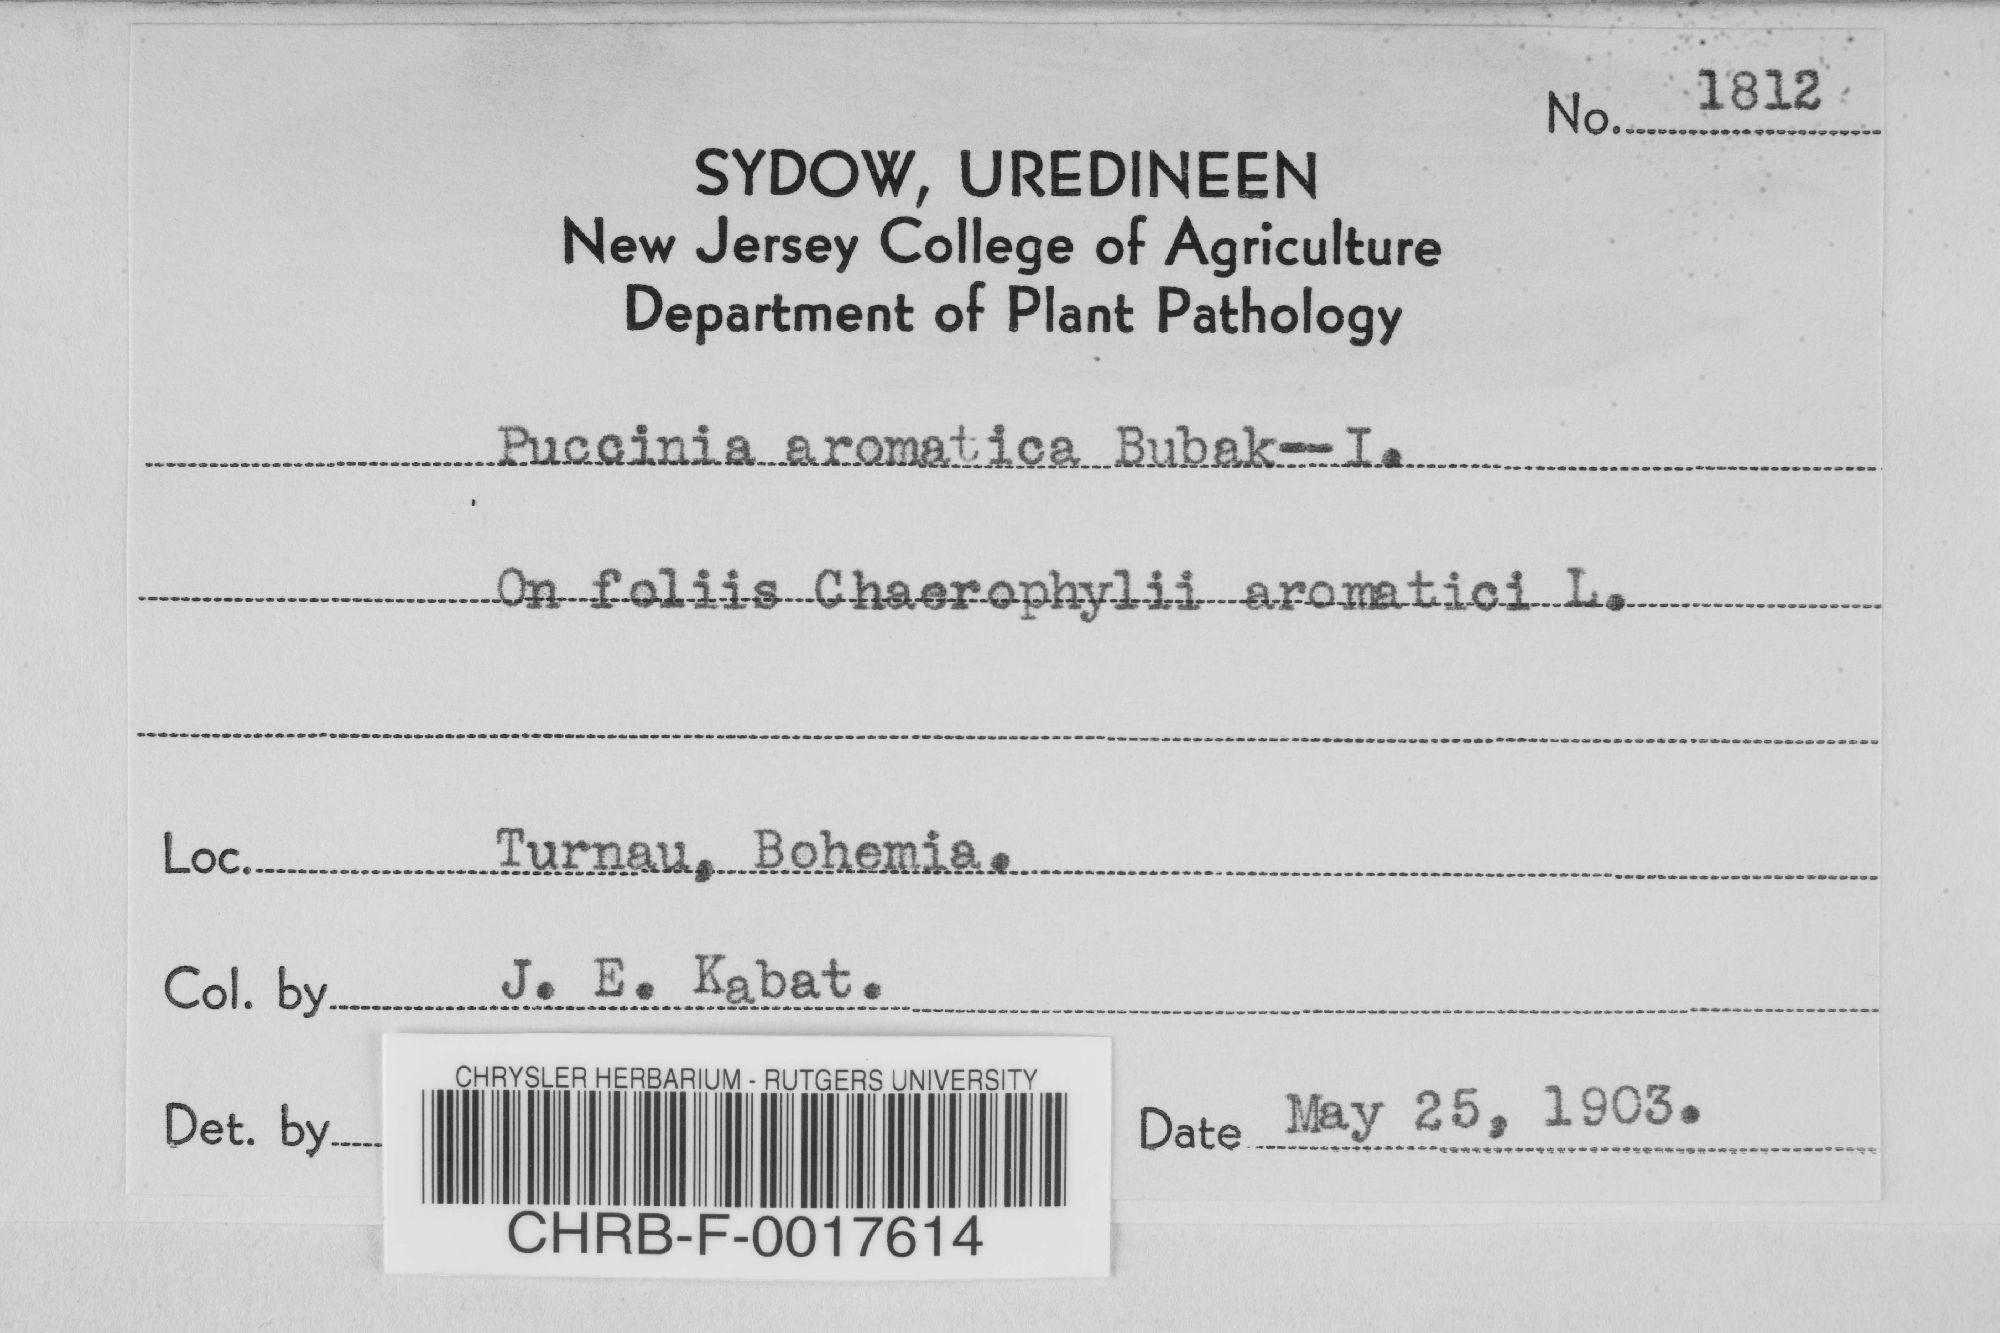 No. 1812
SYDOW, UREDINEEN
New Jersey College of Agriculture
Department of Plant Pathology
Puccinia aromatica Bubak--I.
On foliis Chaerophylii aromatici L.
Loc. Turnau, Bohemia.
Col. by J. E. Kabat.
Det. by
Date May 25, 1903.
CHRYSLER HERBARIUM - RUTGERS UNIVERSITY
CHRB-F-0017614